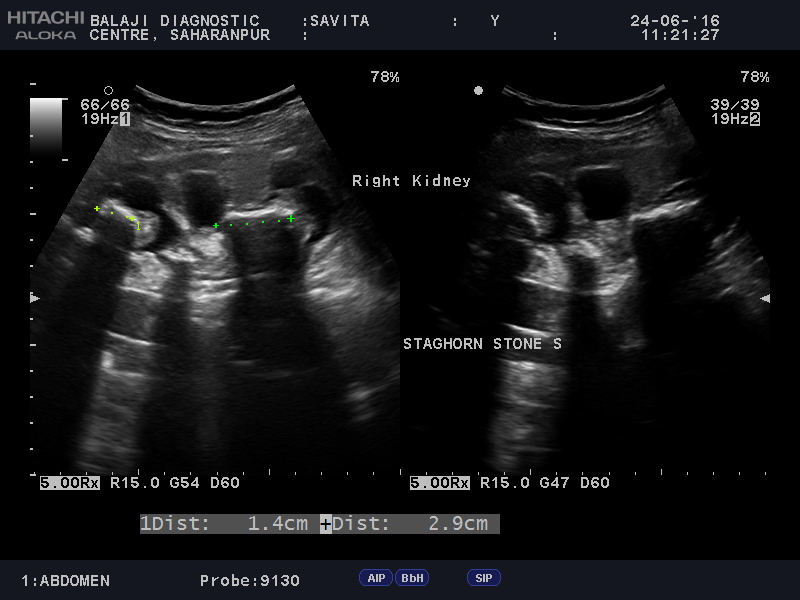 HITACHI BALAJI DIAGNOSTIC :SAVITA : Y 24-06-'16
ALOKA CENTRE, SAHARANPUR : : 11:21:27
78% 78%
66/66 39/39
19Hz1 19Hz2
Right Kidney
1
STAGHORN STONE S
5.00Rx R15.0 G54 D60 5.00Rx R15.0 G47 D60
1Dist: 1.4cm +Dist: 2.9cm
1:ABDOMEN Probe:9130 AIP BbH SIP